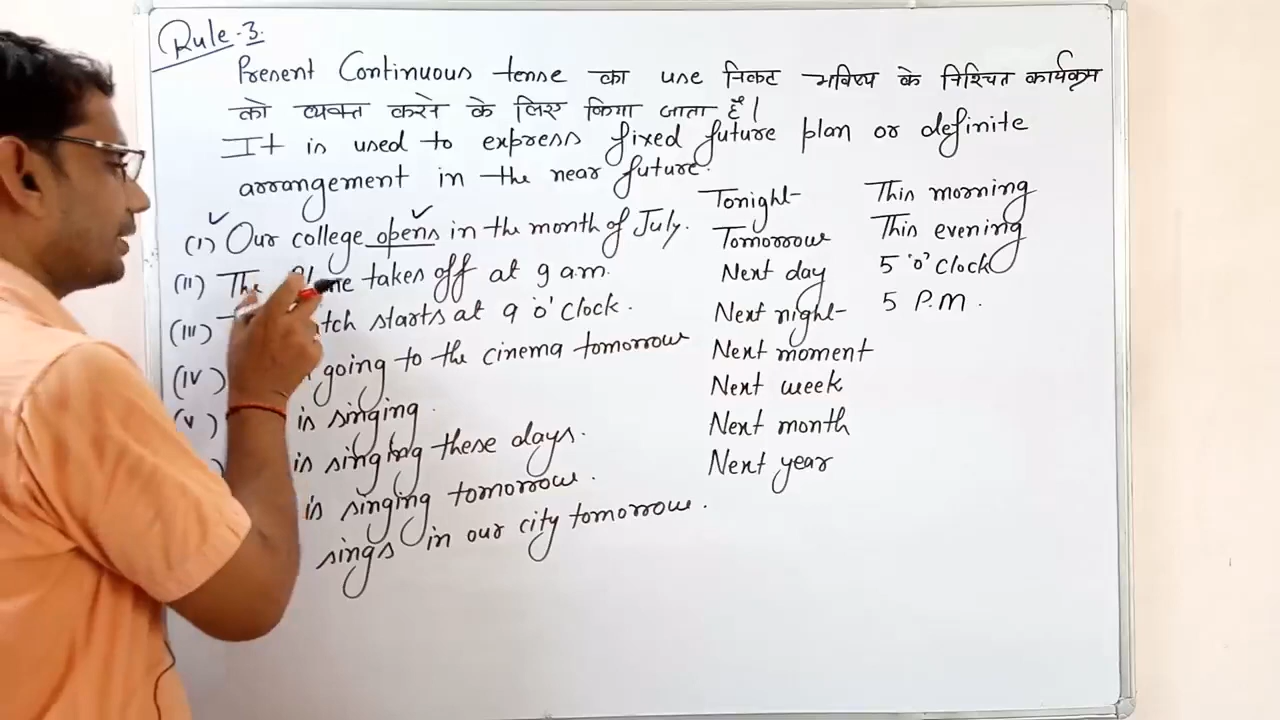 Rule-3.
Present Continuous tense का use निकट भविष्य के निश्चित कार्यक्रम
को व्यक्त करने के लिए किया जाता है।
It is used to express fixed future plan or definite
arrangement in the near future.
(I) Our college opens in the month of July.
(II) The takes off at 9 am.
(III) starts at 9 'o' clock.
(IV) going to the cinema tomorrow
(V) is singing.
is singing these days.
is singing tomorrow.
sings in our city tomorrow.
Tonight-
Tomorrow
Next day
Next night-
Next moment
Next week
Next month
Next year
This morning
This evening
5 'o' clock
5 P.M.